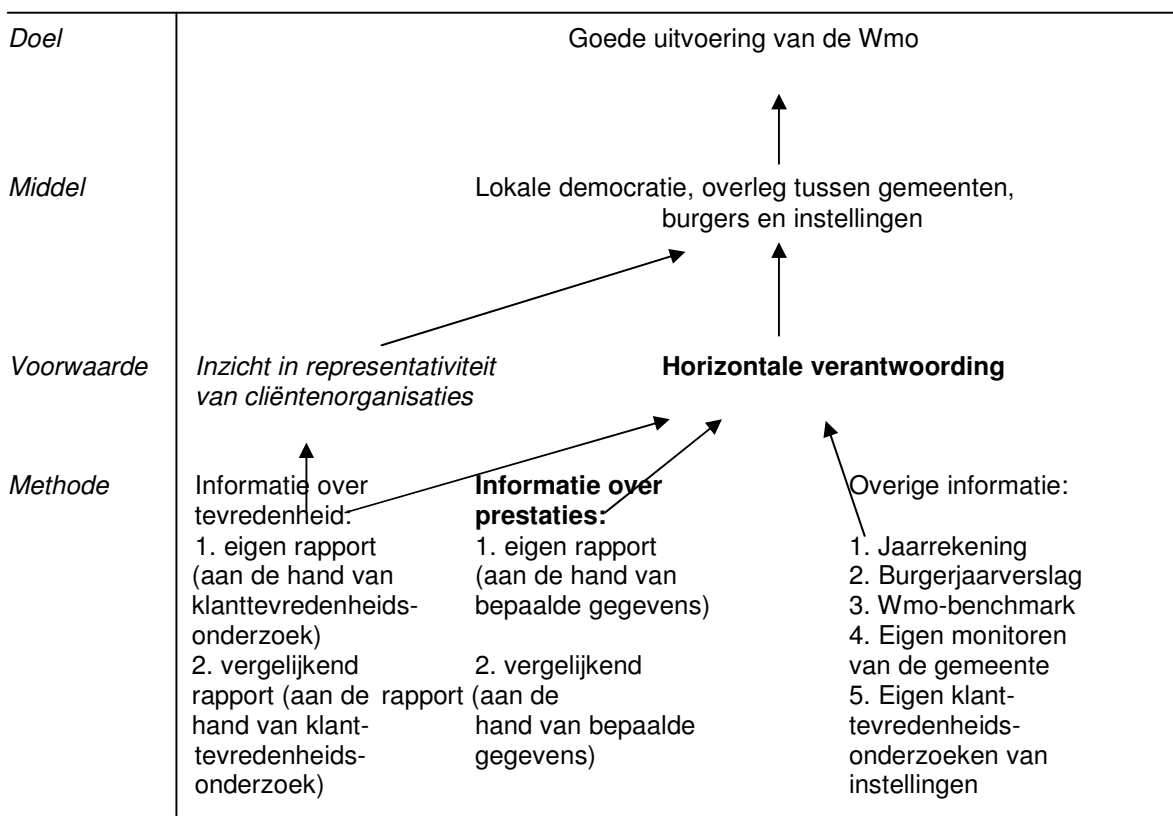 Doel
Goede uitvoering van de Wmo
Middel
Lokale democratie, overleg tussen gemeenten,
burgers en instellingen
Voorwaarde
Inzicht in representativiteit
van cliëntenorganisaties
Horizontale verantwoording
Methode
Informatie over
tevredenheid:
1. eigen rapport
(aan de hand van
klanttevredenheids-
onderzoek)
2. vergelijkend
rapport (aan de
hand van klant-
tevredenheids-
onderzoek)
Informatie over
prestaties:
1. eigen rapport
(aan de hand van
bepaalde gegevens)
2. vergelijkend
rapport (aan de
hand van bepaalde
gegevens)
Overige informatie:
1. Jaarrekening
2. Burgerjaarverslag
3. Wmo-benchmark
4. Eigen monitoren
van de gemeente
5. Eigen klant-
tevredenheids-
onderzoeken van
instellingen